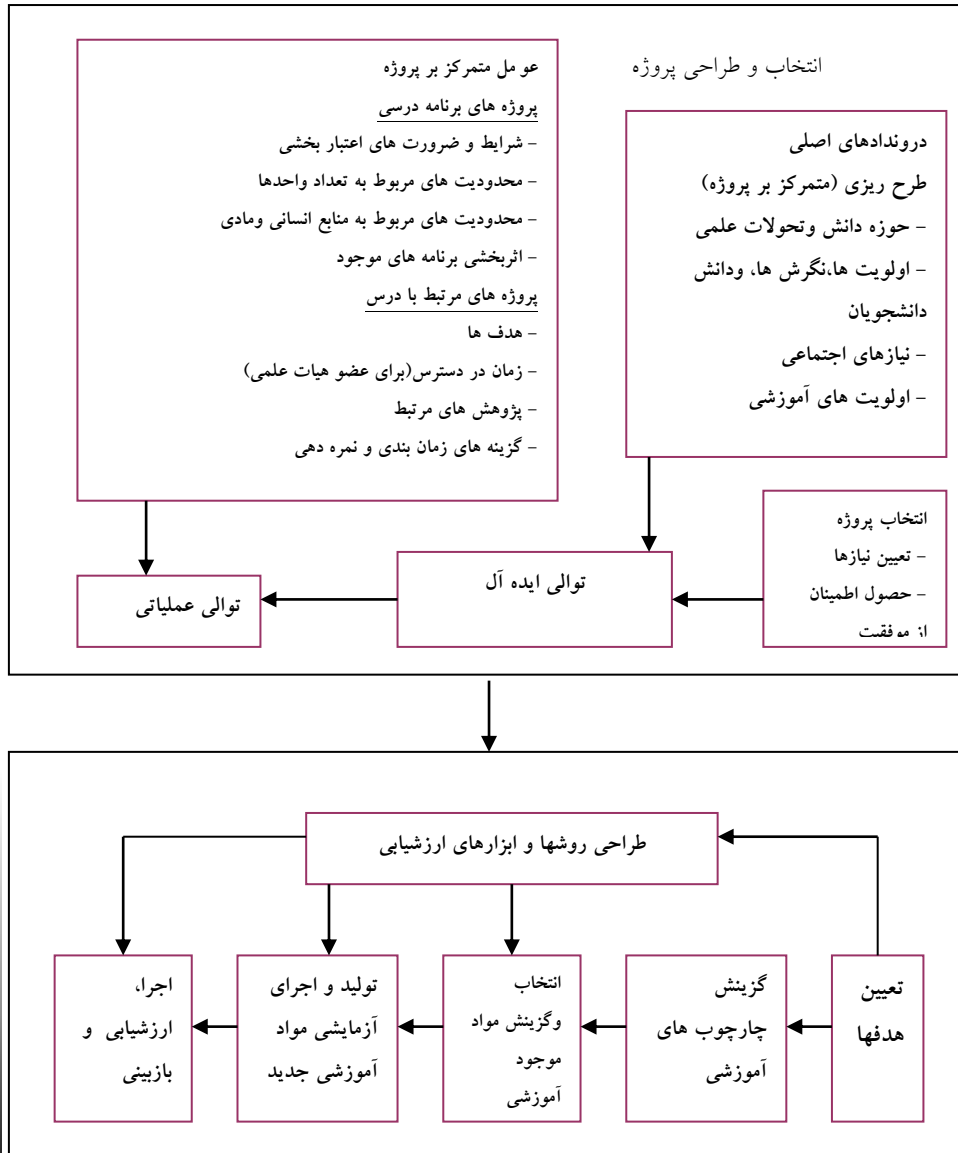 انتخاب و طراحی پروژه
عو مل متمرکز بر پروژه
پروژه های برنامه درسی
– شرایط و ضرورت های اعتبار بخشی
– محدودیت های مربوط به تعداد واحدها
– محدودیت های مربوط به منابع انسانی ومادی
– اثربخشی برنامه های موجود
پروژه های مرتبط با درس
– هدف ها
– زمان در دسترس(برای عضو هیات علمی)
– پژوهش های مرتبط
– گزینه های زمان بندی و نمره دهی
دروندادهای اصلی
طرح ریزی (متمرکز بر پروژه)
– حوزه دانش وتحولات علمی
– اولویت ها،نگرش ها، ودانش
دانشجویان
– نیازهای اجتماعی
– اولویت های آموزشی
انتخاب پروژه
– تعیین نیازها
– حصول اطمینان
از موفقیت
توالی ایده آل
توالی عملیاتی
طراحی روشها و ابزارهای ارزشیابی
تعیین
هدفها
گزینش
چارچوب های
آموزشی
انتخاب
وگزینش مواد
موجود
آموزشی
تولید و اجرای
آزمایشی مواد
آموزشی جدید
اجرا،
ارزشیابی و
بازبینی